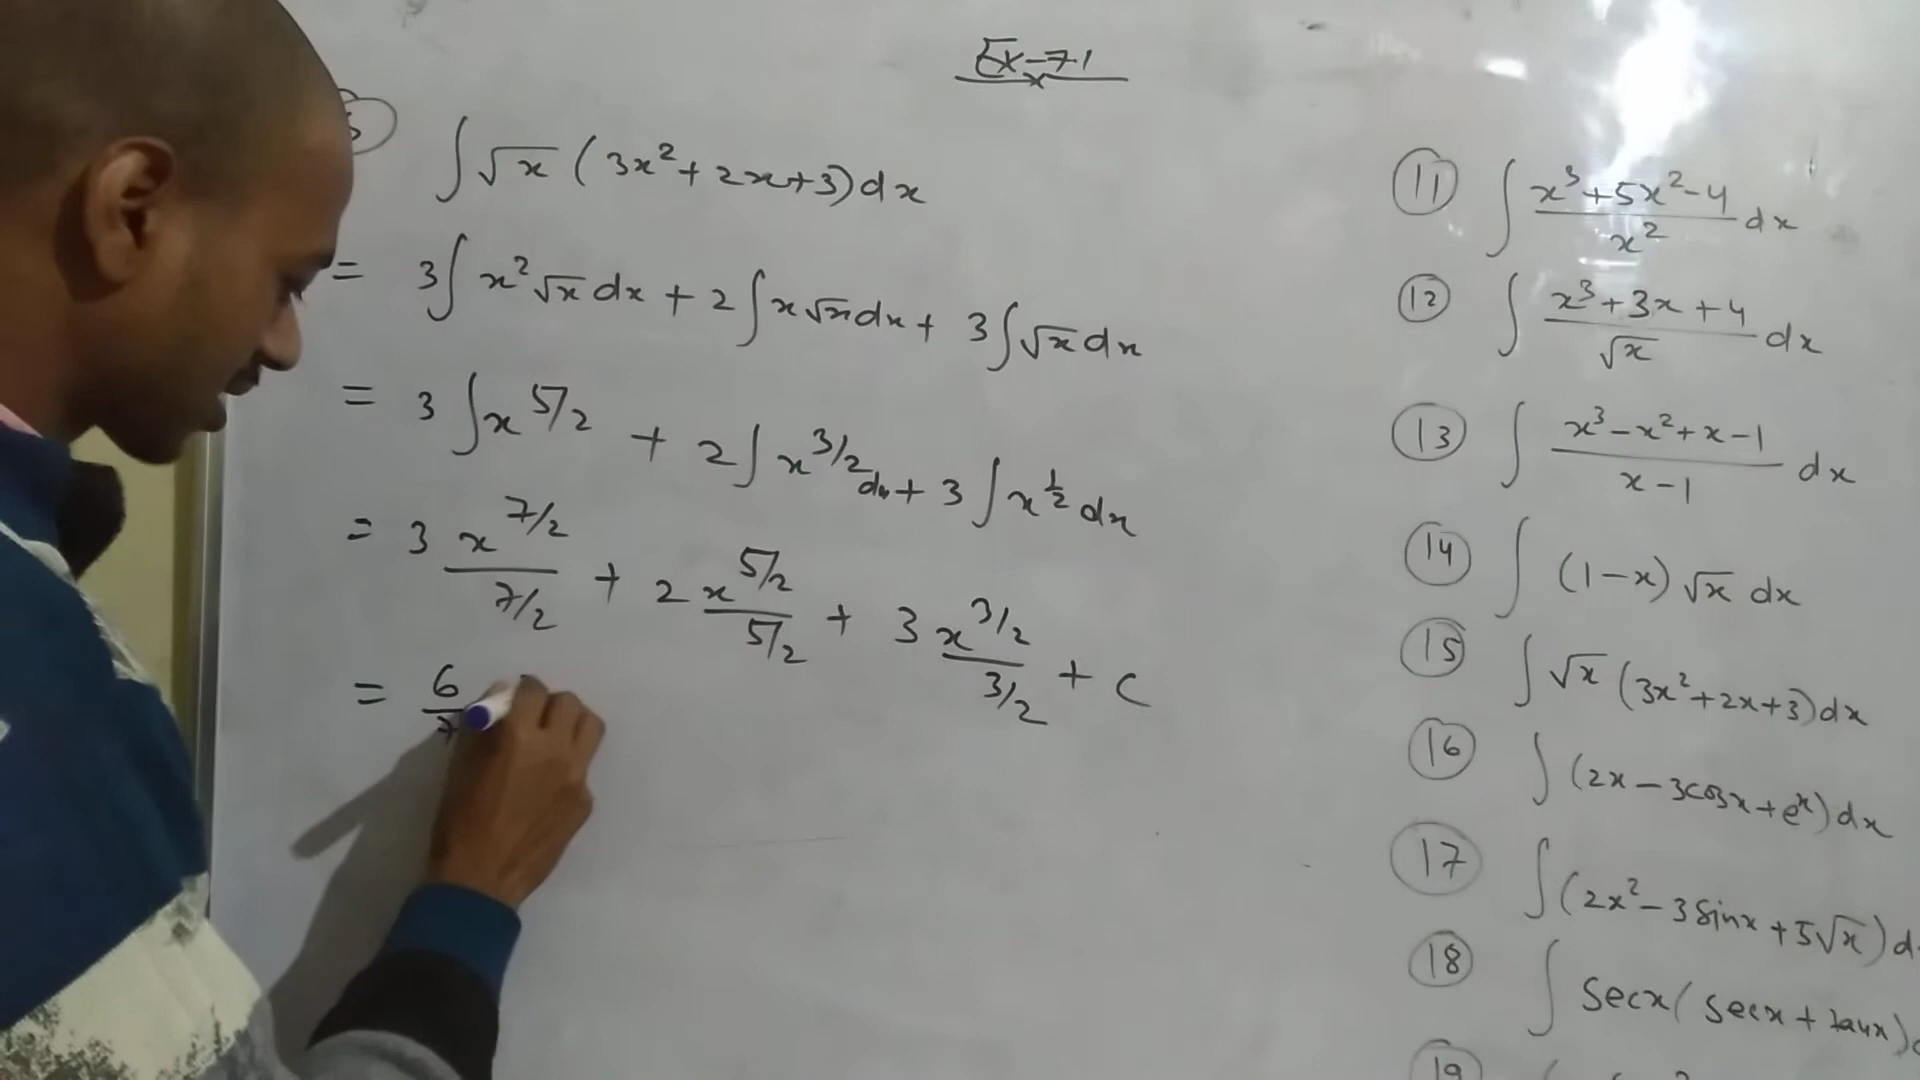 Ex-7.1
∫√x (3x²+2x+3)dx
= 3∫ x²√x dx + 2∫x√x dx + 3∫√x dx
= 3∫x^5/2 + 2∫x^3/2 dx + 3∫x^1/2 dx
= 3 x^7/2 / 7/2 + 2 x^5/2 / 5/2 + 3 x^3/2 / 3/2 + C
= 6/7
(11) ∫ x³+5x²-4 / x² dx
(12) ∫ x³+3x+4 / √x dx
(13) ∫ x³-x²+x-1 / x-1 dx
(14) ∫ (1-x)√x dx
(15) ∫√x (3x²+2x+3)dx
(16) ∫(2x-3cosx+e^x)dx
(17) ∫(2x²-3sinx+5√x)d
(18) ∫ secx(secx+tanx)
(19)